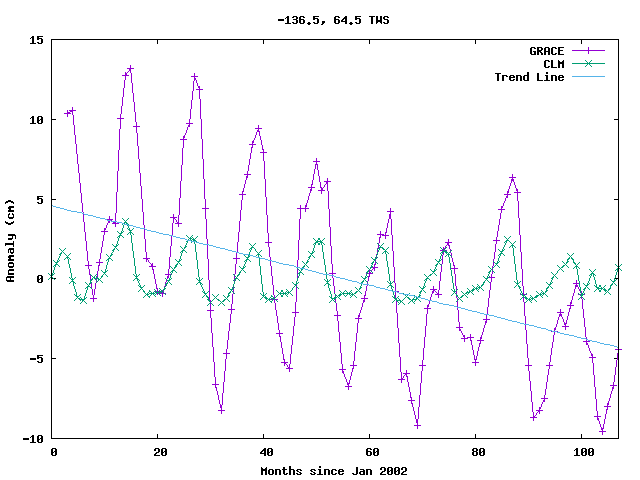 -136.5, 64.5 TWS
GRACE
CLM
Trend Line
15
10
5
0
-5
-10
Anomaly (cm)
0 20 40 60 80 100
Months since Jan 2002